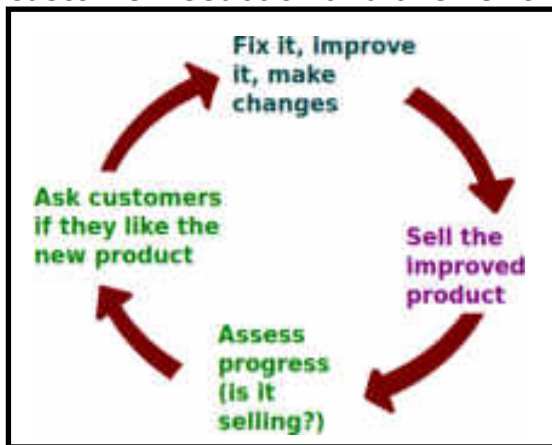 Fix it, improve
it, make
changes
Ask customers
if they like the
new product
Sell the
improved
product
Assess
progress
(is it
selling?)